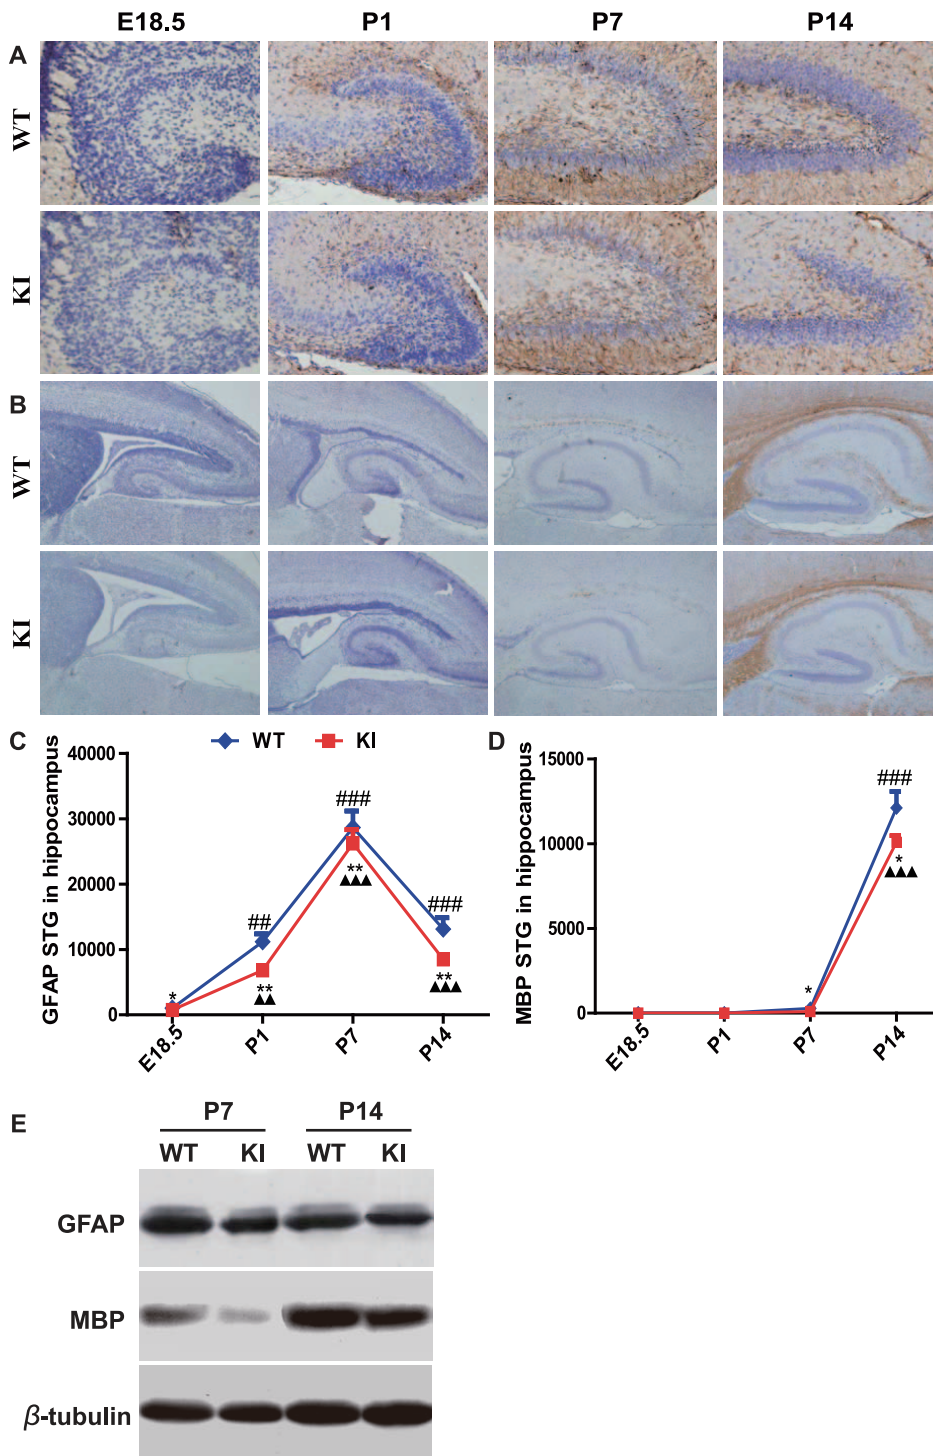 E18.5 P1 P7 P14
A
WT
KI
B
WT
KI
C
WT KI
GFAP STG in hippocampus
40000
30000
20000
10000
0
###
##
###
*
**
▲▲
**
▲▲▲
**
▲▲▲
E18.5 P1 P7 P14
D
MBP STG in hippocampus
15000
10000
5000
0
###
*
*
▲▲▲
E18.5 P1 P7 P14
E
P7 P14
WT KI WT KI
GFAP
MBP
β-tubulin